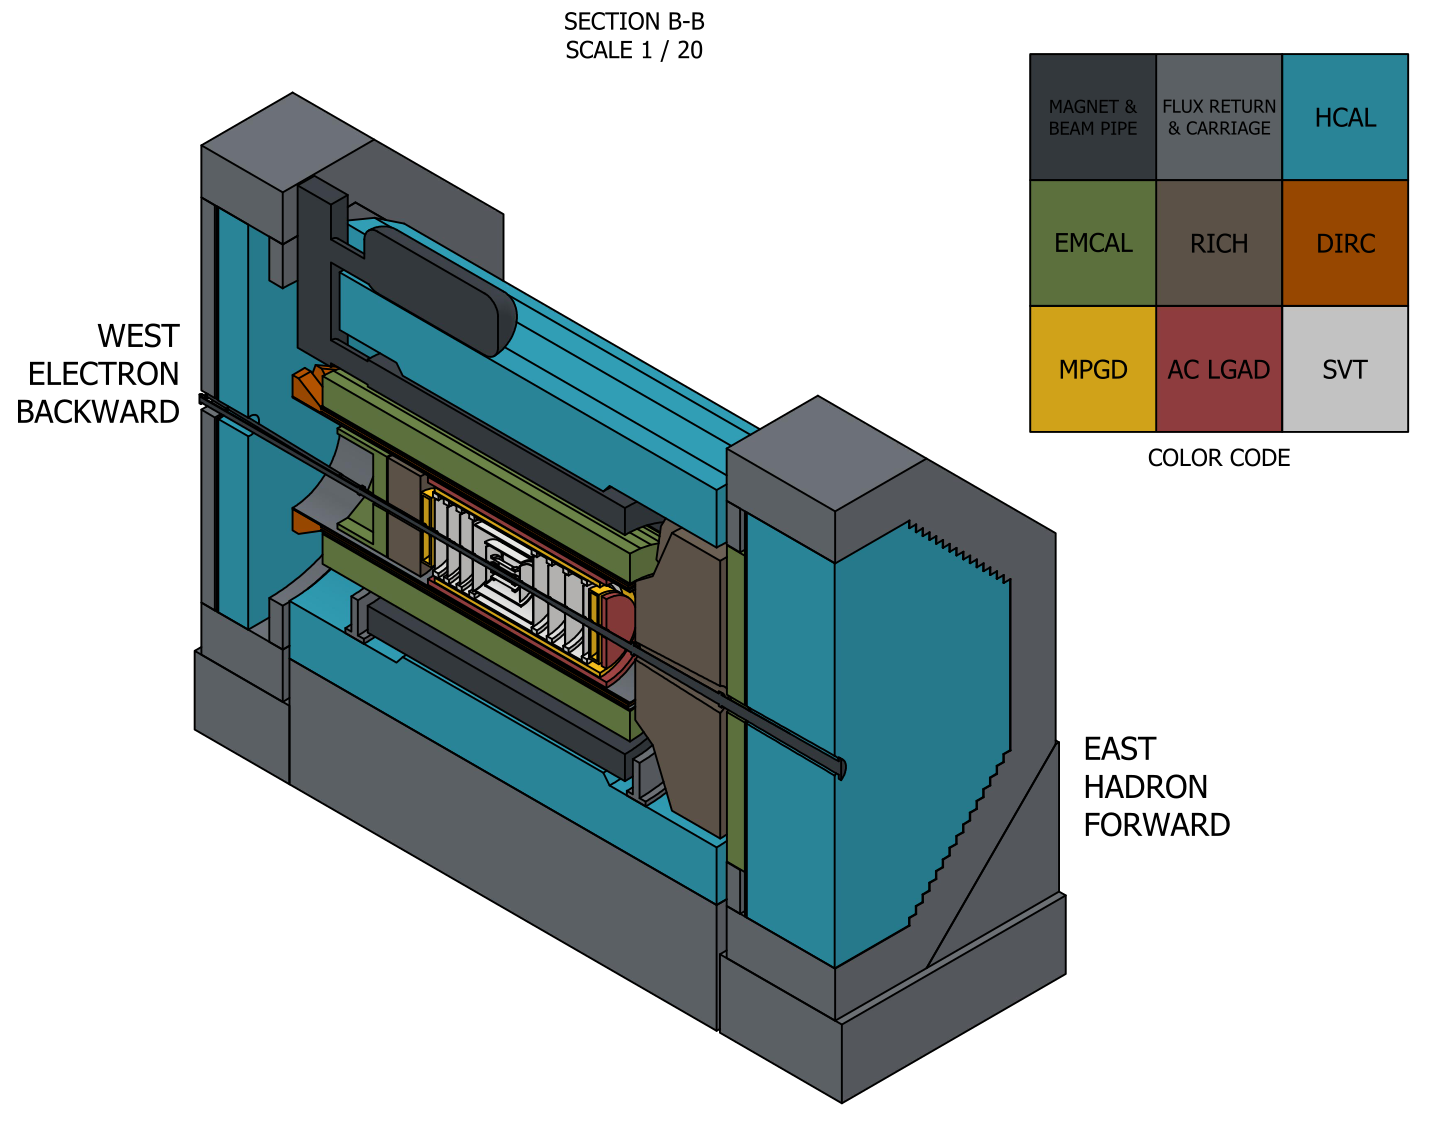 SECTION B-B
SCALE 1 / 20
MAGNET &
BEAM PIPE
FLUX RETURN
& CARRIAGE
HCAL
EMCAL
RICH
DIRC
MPGD
AC LGAD
SVT
COLOR CODE
WEST
ELECTRON
BACKWARD
EAST
HADRON
FORWARD